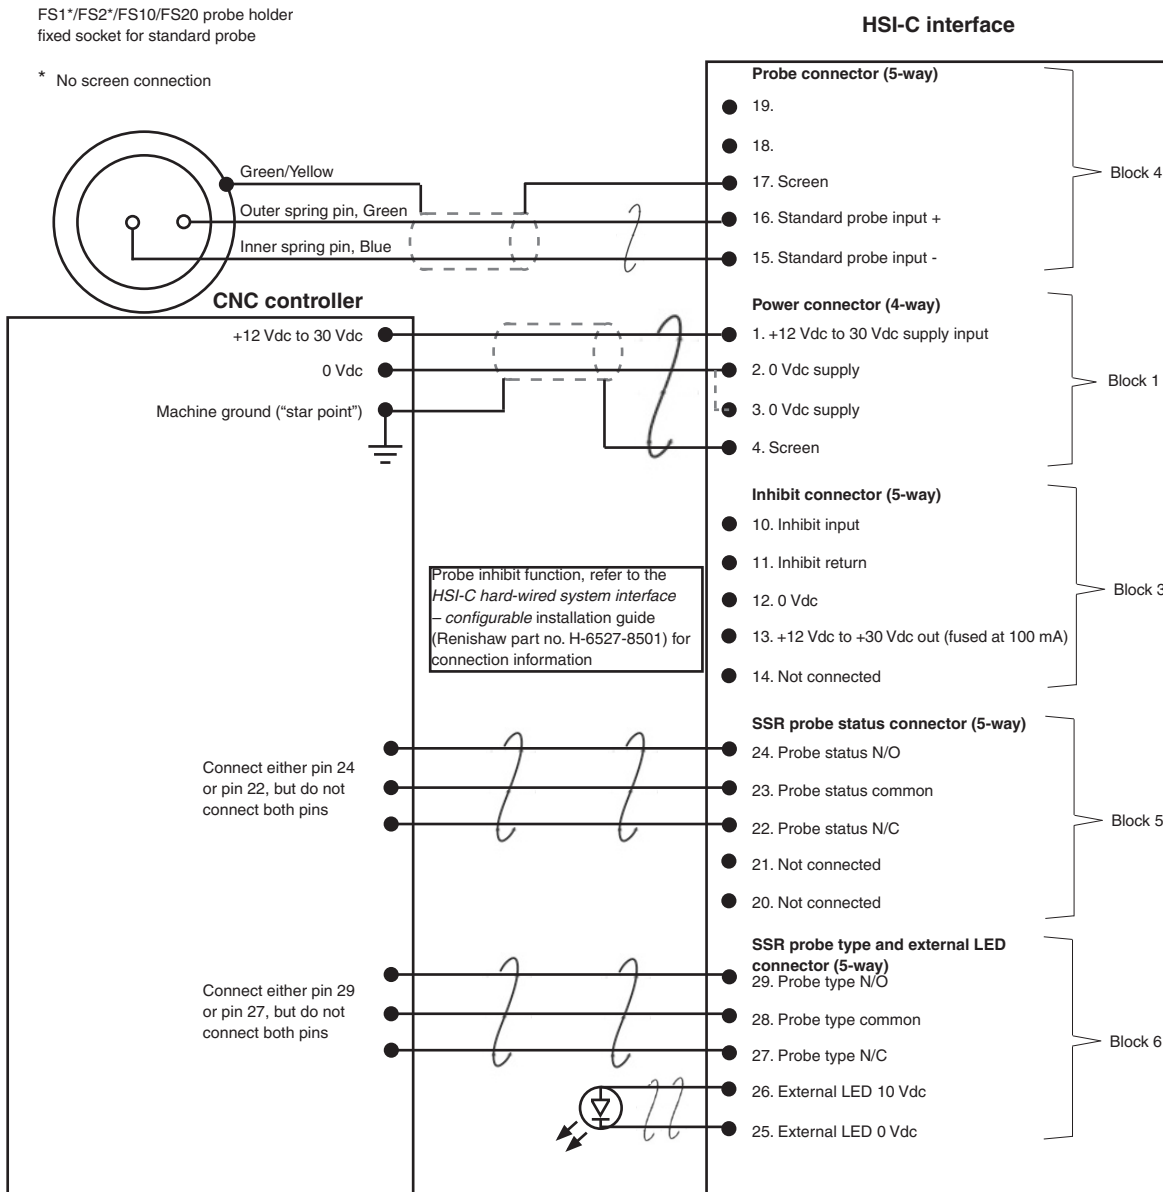 FS1*/FS2*/FS10/FS20 probe holder
fixed socket for standard probe
* No screen connection
HSI-C interface
Probe connector (5-way)
19.
18.
17. Screen
16. Standard probe input +
15. Standard probe input -
Block 4
Green/Yellow
Outer spring pin, Green
Inner spring pin, Blue
CNC controller
+12 Vdc to 30 Vdc
0 Vdc
Machine ground (“star point”)
Power connector (4-way)
1. +12 Vdc to 30 Vdc supply input
2. 0 Vdc supply
3. 0 Vdc supply
4. Screen
Block 1
Inhibit connector (5-way)
10. Inhibit input
11. Inhibit return
12. 0 Vdc
13. +12 Vdc to +30 Vdc out (fused at 100 mA)
14. Not connected
Block 3
Probe inhibit function, refer to the
HSI-C hard-wired system interface
– configurable installation guide
(Renishaw part no. H-6527-8501) for
connection information
SSR probe status connector (5-way)
24. Probe status N/O
23. Probe status common
22. Probe status N/C
21. Not connected
20. Not connected
Block 5
Connect either pin 24
or pin 22, but do not
connect both pins
SSR probe type and external LED
connector (5-way)
29. Probe type N/O
28. Probe type common
27. Probe type N/C
26. External LED 10 Vdc
25. External LED 0 Vdc
Block 6
Connect either pin 29
or pin 27, but do not
connect both pins